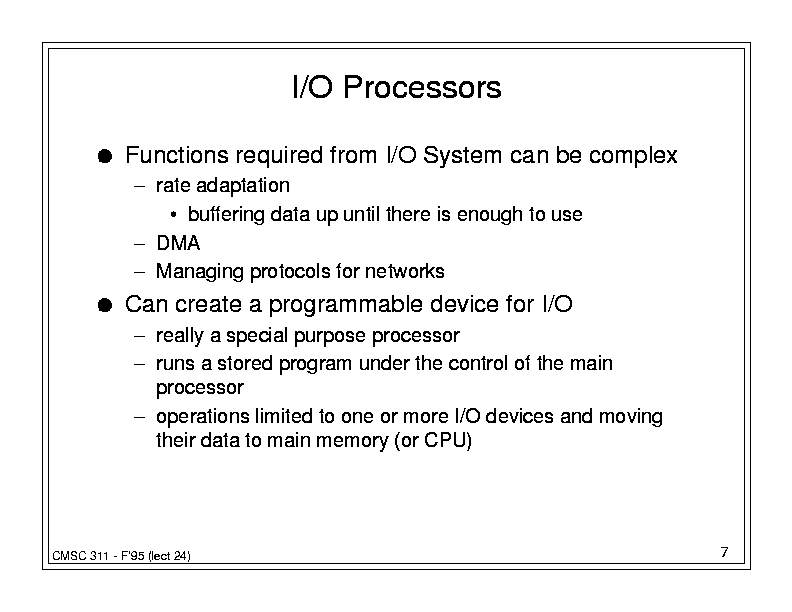 I/O Processors
● Functions required from I/O System can be complex
– rate adaptation
• buffering data up until there is enough to use
– DMA
– Managing protocols for networks
● Can create a programmable device for I/O
– really a special purpose processor
– runs a stored program under the control of the main
processor
– operations limited to one or more I/O devices and moving
their data to main memory (or CPU)
CMSC 311 - F'95 (lect 24)
7